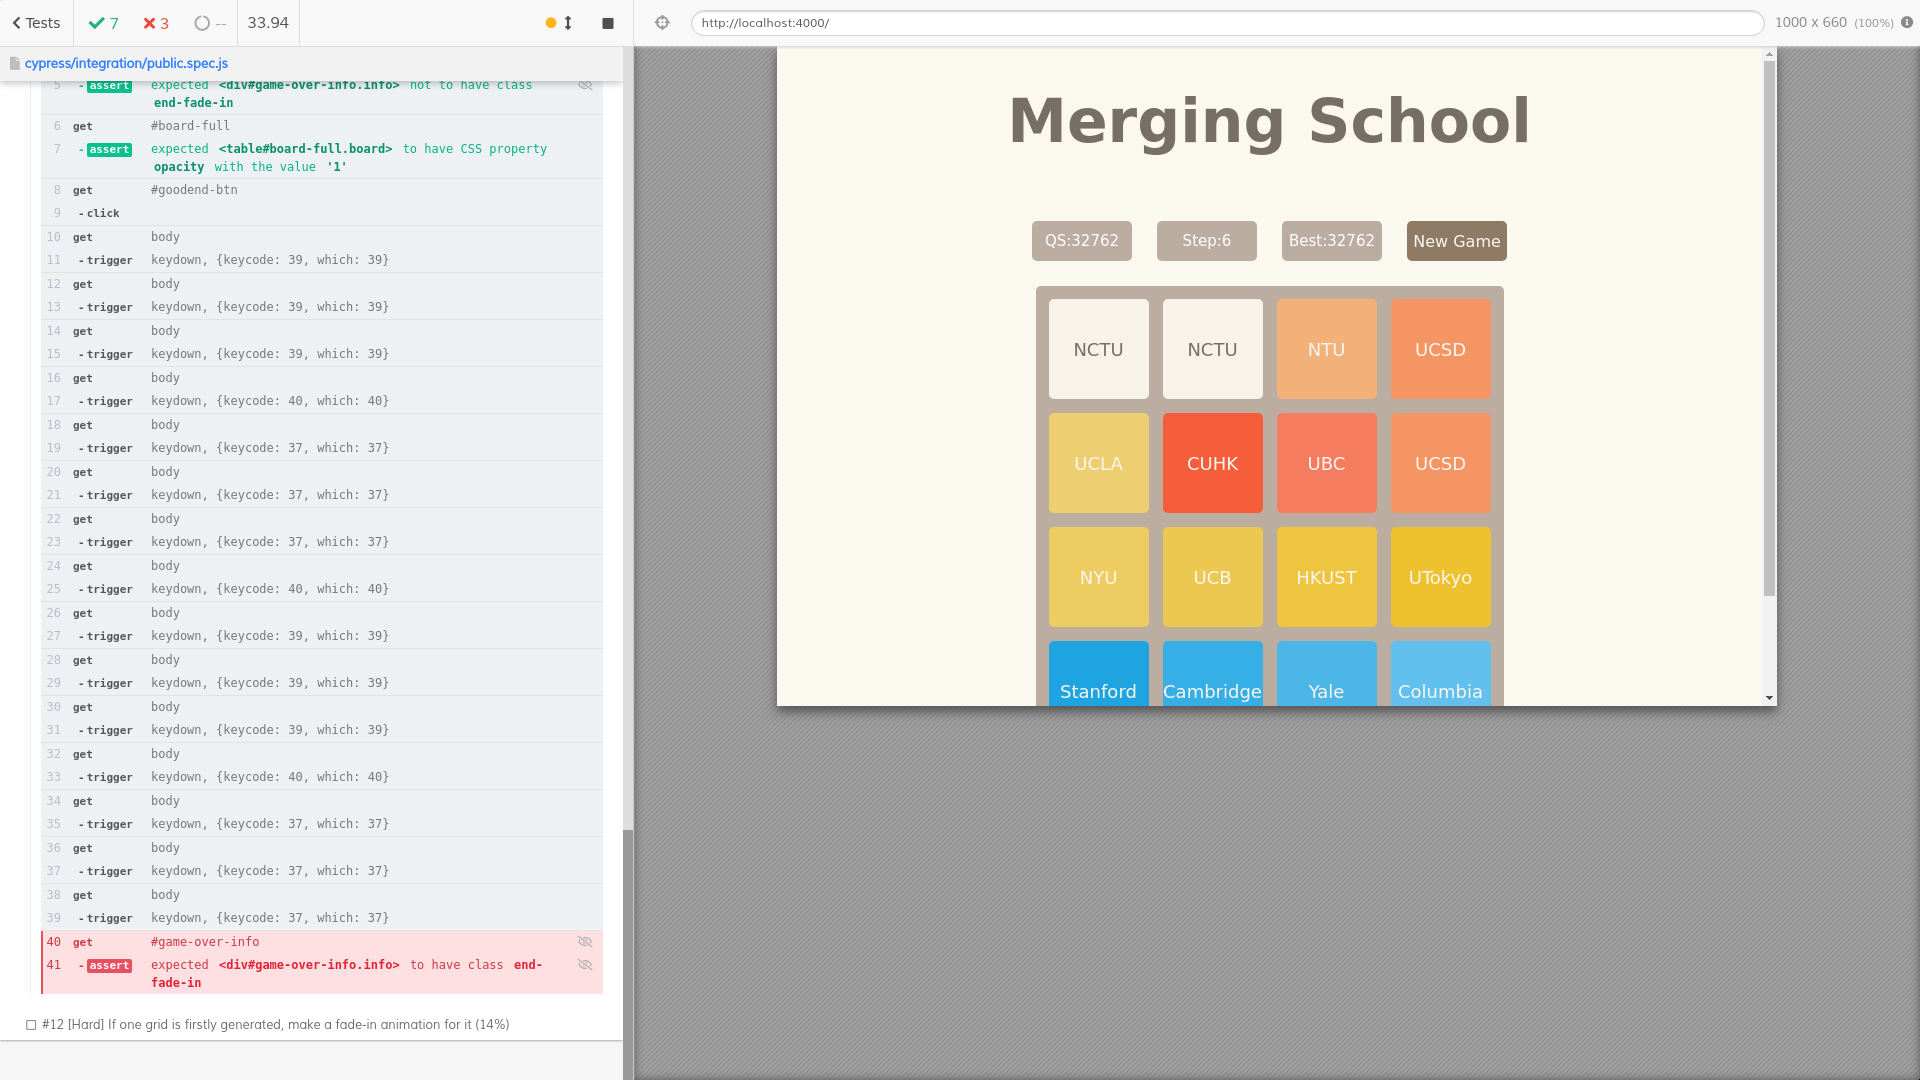 Tests
7
3
--
33.94
http://localhost:4000/
1000 x 660 (100%)
cypress/integration/public.spec.js
5 -assert expected <div#game-over-info.info> not to have class
end-fade-in
6 get #board-full
7 -assert expected <table#board-full.board> to have CSS property
opacity with the value '1'
8 get #goodend-btn
9 -click
10 get body
11 -trigger keydown, {keycode: 39, which: 39}
12 get body
13 -trigger keydown, {keycode: 39, which: 39}
14 get body
15 -trigger keydown, {keycode: 39, which: 39}
16 get body
17 -trigger keydown, {keycode: 40, which: 40}
18 get body
19 -trigger keydown, {keycode: 37, which: 37}
20 get body
21 -trigger keydown, {keycode: 37, which: 37}
22 get body
23 -trigger keydown, {keycode: 37, which: 37}
24 get body
25 -trigger keydown, {keycode: 40, which: 40}
26 get body
27 -trigger keydown, {keycode: 39, which: 39}
28 get body
29 -trigger keydown, {keycode: 39, which: 39}
30 get body
31 -trigger keydown, {keycode: 39, which: 39}
32 get body
33 -trigger keydown, {keycode: 40, which: 40}
34 get body
35 -trigger keydown, {keycode: 37, which: 37}
36 get body
37 -trigger keydown, {keycode: 37, which: 37}
38 get body
39 -trigger keydown, {keycode: 37, which: 37}
40 get #game-over-info
41 -assert expected <div#game-over-info.info> to have class end-
fade-in
#12 [Hard] If one grid is firstly generated, make a fade-in animation for it (14%)
Merging School
QS:32762 Step:6 Best:32762 New Game
NCTU NCTU NTU UCSD
UCLA CUHK UBC UCSD
NYU UCB HKUST UTokyo
Stanford Cambridge Yale Columbia